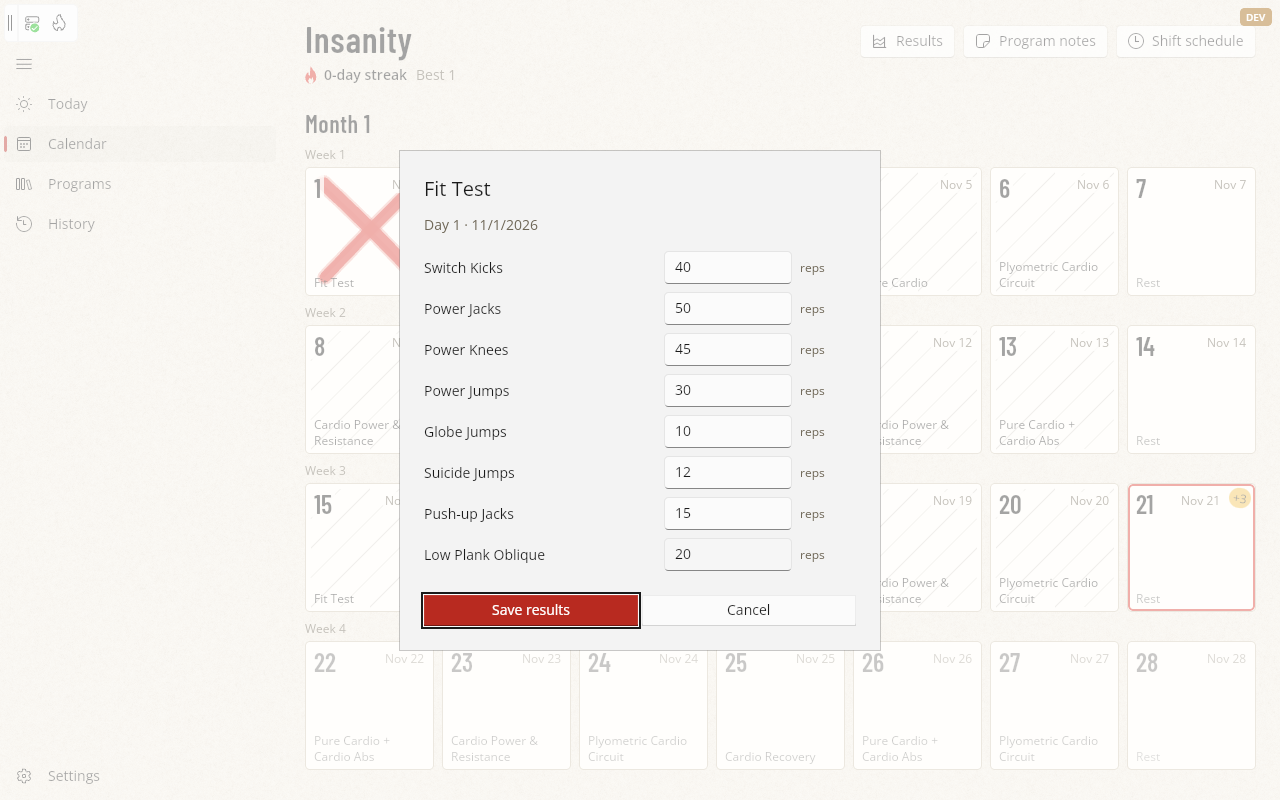 DEV
Insanity
0-day streak Best 1
Results
Program notes
Shift schedule
Today
Calendar
Programs
History
Settings
Month 1
Week 1
1
Fit Test
Nov 5
6 Nov 6
Plyometric Cardio
Circuit
7 Nov 7
Rest
Week 2
8
Cardio Power &
Resistance
Nov 12
13 Nov 13
Pure Cardio +
Cardio Abs
14 Nov 14
Rest
Week 3
15
Fit Test
Nov 19
20 Nov 20
Plyometric Cardio
Circuit
21 Nov 21 +3
Rest
Week 4
22 Nov 22
Pure Cardio +
Cardio Abs
23 Nov 23
Cardio Power &
Resistance
24 Nov 24
Plyometric Cardio
Circuit
25 Nov 25
Cardio Recovery
26 Nov 26
Pure Cardio +
Cardio Abs
27 Nov 27
Plyometric Cardio
Circuit
28 Nov 28
Rest
Fit Test
Day 1 · 11/1/2026
Switch Kicks 40 reps
Power Jacks 50 reps
Power Knees 45 reps
Power Jumps 30 reps
Globe Jumps 10 reps
Suicide Jumps 12 reps
Push-up Jacks 15 reps
Low Plank Oblique 20 reps
Save results
Cancel